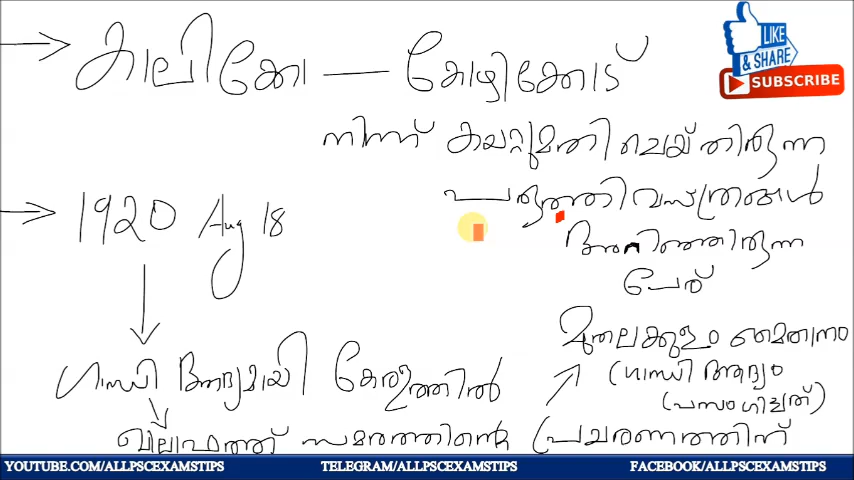 കാലിക്കോ — കോഴിക്കോട്
നിന്ന് കയറ്റുമതി ചെയ്തിരുന്ന
പരുത്തി വസ്ത്രങ്ങൾ
അറിഞ്ഞിരുന്ന
പേര്
1920 Aug 18
ഗാന്ധി ആദ്യമായി കേരളത്തിൽ
ഖിലാഫത്ത് സമരത്തിന്റെ പ്രചരണത്തിന്
മുതലക്കുളം മൈതാനം
(ഗാന്ധി ആദ്യം
പ്രസംഗിച്ചത്)
LIKE
& SHARE
SUBSCRIBE
YOUTUBE.COM/ALLPSCEXAMSTIPS TELEGRAM/ALLPSCEXAMSTIPS FACEBOOK/ALLPSCEXAMSTIPS